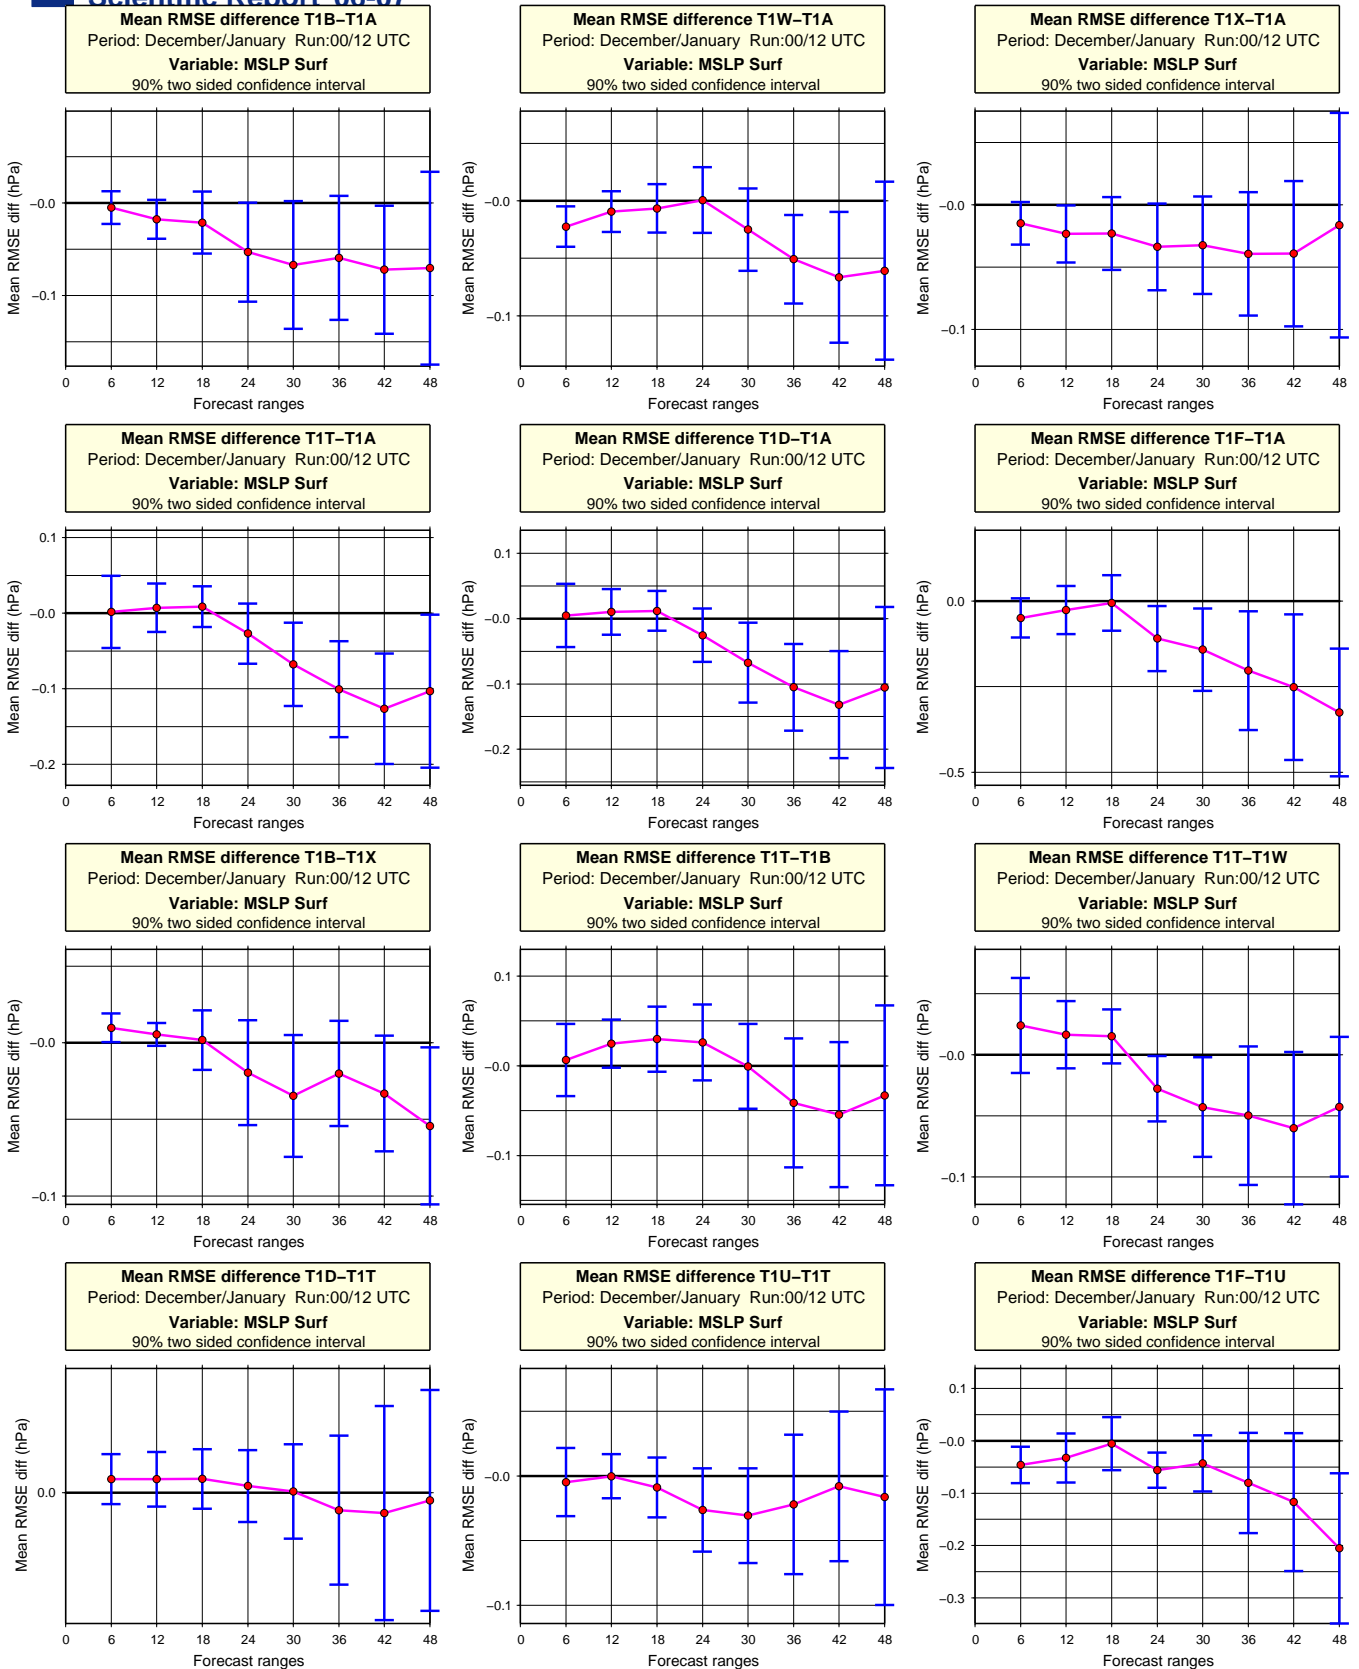 Scientific Report '06-07
Mean RMSE difference T1B−T1A
Period: December/January Run:00/12 UTC
Variable: MSLP Surf
90% two sided confidence interval
Mean RMSE diff (hPa)
−0.0
−0.1
0 6 12 18 24 30 36 42 48
Forecast ranges
Mean RMSE difference T1W−T1A
Period: December/January Run:00/12 UTC
Variable: MSLP Surf
90% two sided confidence interval
Mean RMSE diff (hPa)
−0.0
−0.1
0 6 12 18 24 30 36 42 48
Forecast ranges
Mean RMSE difference T1X−T1A
Period: December/January Run:00/12 UTC
Variable: MSLP Surf
90% two sided confidence interval
Mean RMSE diff (hPa)
−0.0
−0.1
0 6 12 18 24 30 36 42 48
Forecast ranges
Mean RMSE difference T1T−T1A
Period: December/January Run:00/12 UTC
Variable: MSLP Surf
90% two sided confidence interval
Mean RMSE diff (hPa)
0.1
−0.0
−0.1
−0.2
0 6 12 18 24 30 36 42 48
Forecast ranges
Mean RMSE difference T1D−T1A
Period: December/January Run:00/12 UTC
Variable: MSLP Surf
90% two sided confidence interval
Mean RMSE diff (hPa)
0.1
−0.0
−0.1
−0.2
0 6 12 18 24 30 36 42 48
Forecast ranges
Mean RMSE difference T1F−T1A
Period: December/January Run:00/12 UTC
Variable: MSLP Surf
90% two sided confidence interval
Mean RMSE diff (hPa)
0.0
−0.5
0 6 12 18 24 30 36 42 48
Forecast ranges
Mean RMSE difference T1B−T1X
Period: December/January Run:00/12 UTC
Variable: MSLP Surf
90% two sided confidence interval
Mean RMSE diff (hPa)
−0.0
−0.1
0 6 12 18 24 30 36 42 48
Forecast ranges
Mean RMSE difference T1T−T1B
Period: December/January Run:00/12 UTC
Variable: MSLP Surf
90% two sided confidence interval
Mean RMSE diff (hPa)
0.1
−0.0
−0.1
0 6 12 18 24 30 36 42 48
Forecast ranges
Mean RMSE difference T1T−T1W
Period: December/January Run:00/12 UTC
Variable: MSLP Surf
90% two sided confidence interval
Mean RMSE diff (hPa)
−0.0
−0.1
0 6 12 18 24 30 36 42 48
Forecast ranges
Mean RMSE difference T1D−T1T
Period: December/January Run:00/12 UTC
Variable: MSLP Surf
90% two sided confidence interval
Mean RMSE diff (hPa)
0.0
0 6 12 18 24 30 36 42 48
Forecast ranges
Mean RMSE difference T1U−T1T
Period: December/January Run:00/12 UTC
Variable: MSLP Surf
90% two sided confidence interval
Mean RMSE diff (hPa)
−0.0
−0.1
0 6 12 18 24 30 36 42 48
Forecast ranges
Mean RMSE difference T1F−T1U
Period: December/January Run:00/12 UTC
Variable: MSLP Surf
90% two sided confidence interval
Mean RMSE diff (hPa)
0.1
−0.0
−0.1
−0.2
−0.3
0 6 12 18 24 30 36 42 48
Forecast ranges